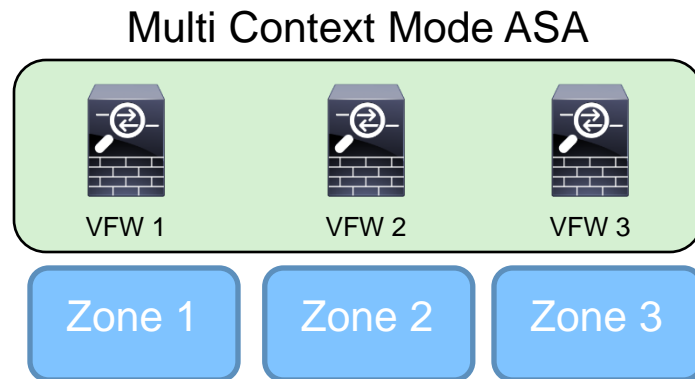 Multi Context Mode ASA
VFW 1 VFW 2 VFW 3
Zone 1 Zone 2 Zone 3